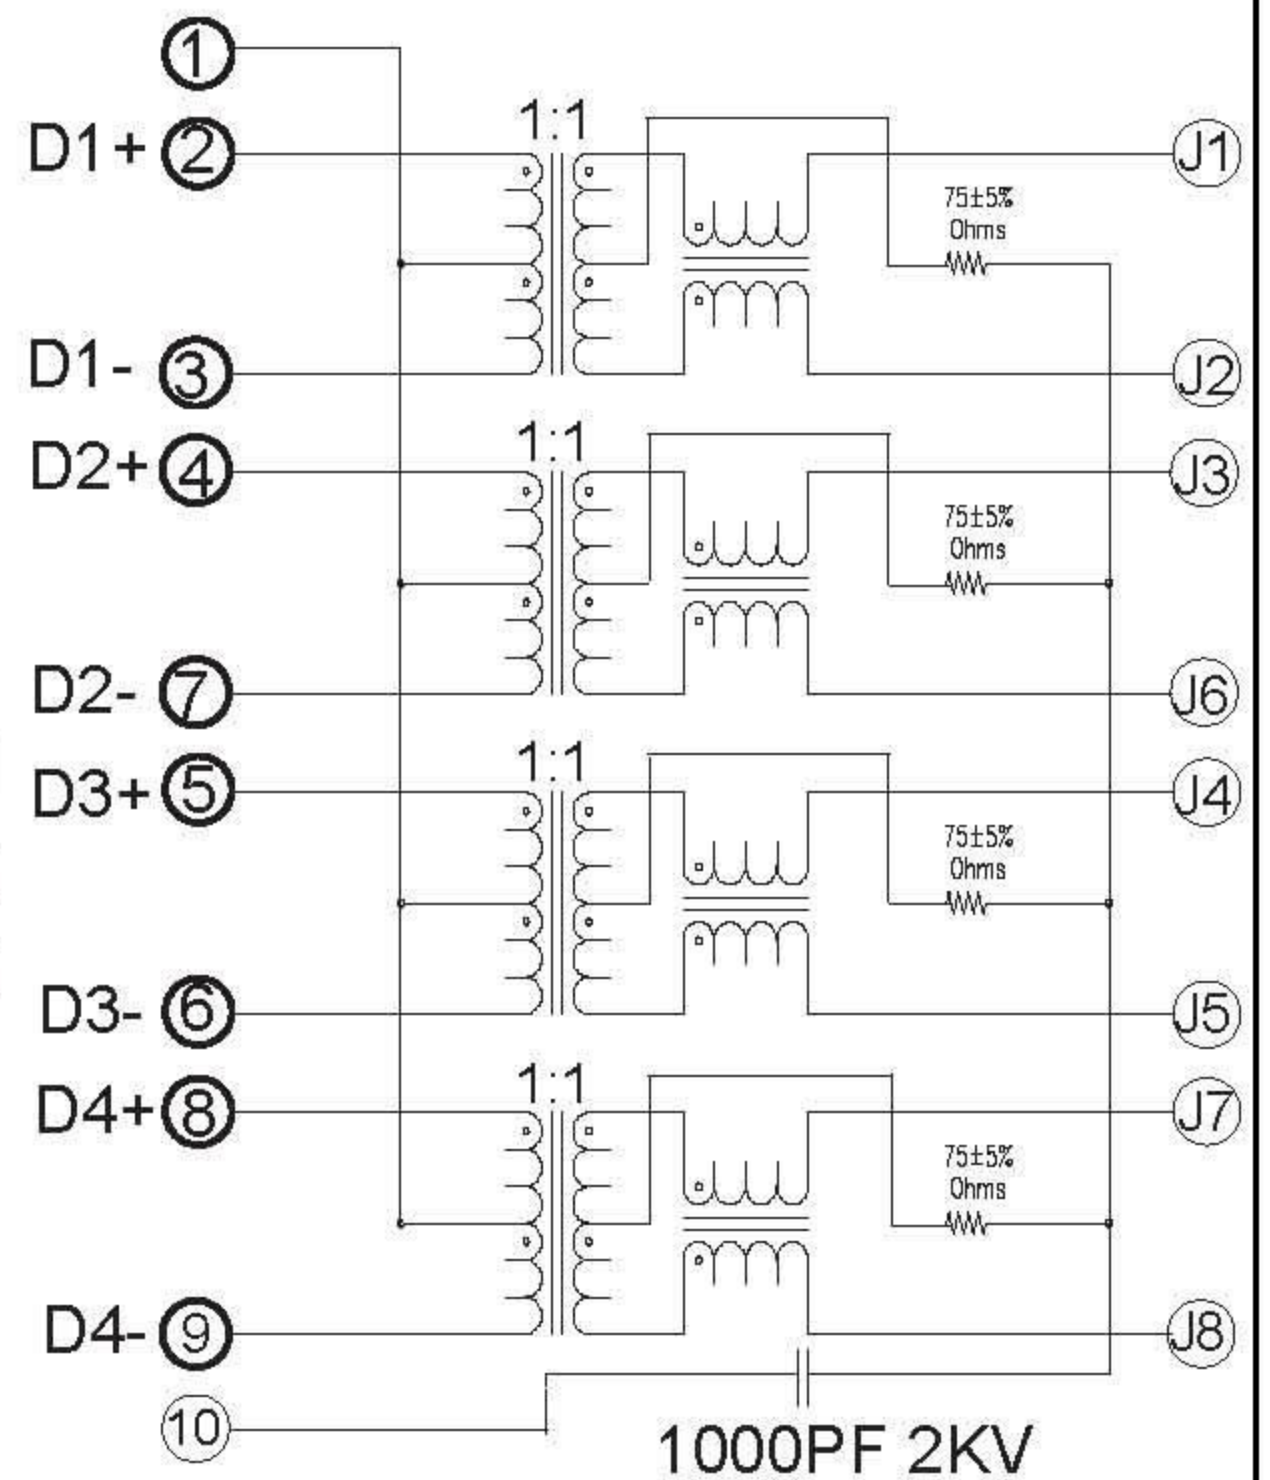 1
1:1
D1+ 2 J1
75±5%
Ohms
D1- 3 J2
1:1
D2+ 4 J3
75±5%
Ohms
D2- 7 J6
1:1
D3+ 5 J4
75±5%
Ohms
D3- 6 J5
1:1
D4+ 8 J7
75±5%
Ohms
D4- 9 J8
10
1000PF 2KV